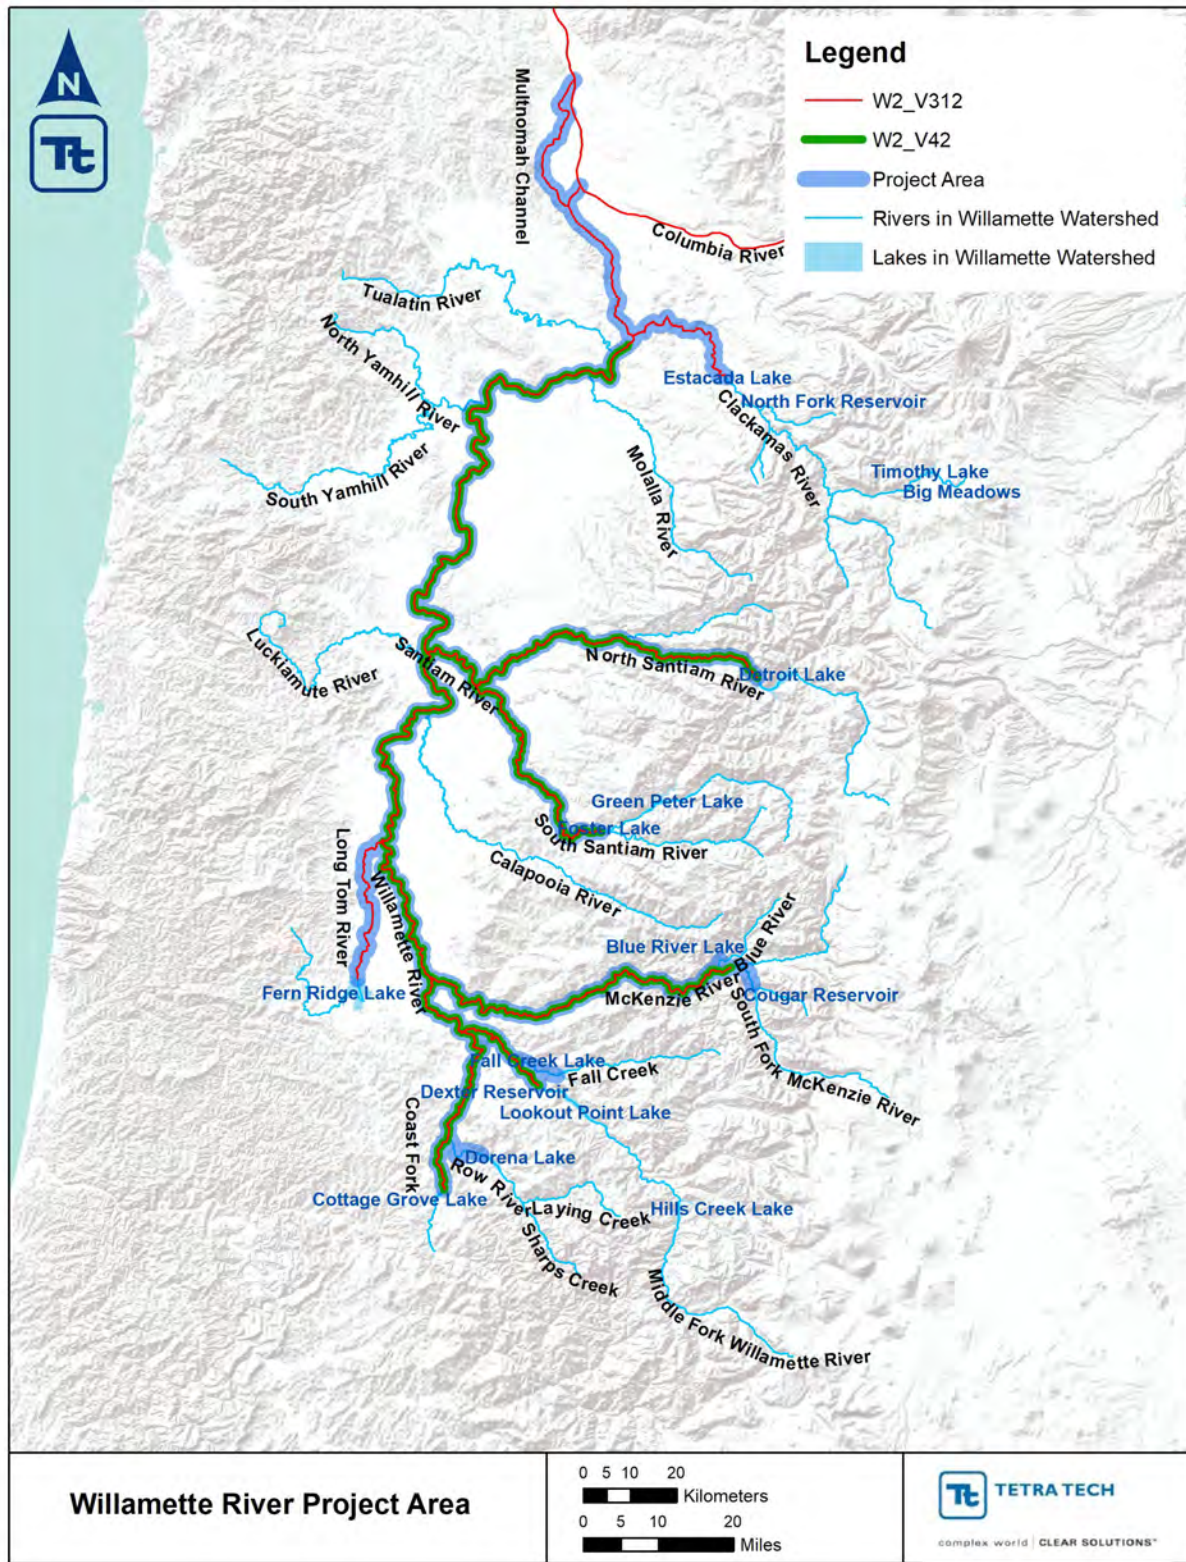 N
Tt
Legend
W2_V312
W2_V42
Project Area
Rivers in Willamette Watershed
Lakes in Willamette Watershed
Multnomah Channel
Columbia River
Tualatin River
North Yamhill River
South Yamhill River
Estacada Lake
North Fork Reservoir
Clackamas River
Molalla River
Timothy Lake
Big Meadows
Luckiamute River
Santiam River
North Santiam River
Detroit Lake
Green Peter Lake
Foster Lake
South Santiam River
Calapooia River
Long Tom River
Willamette River
Fern Ridge Lake
Blue River Lake
Blue River
McKenzie River
Cougar Reservoir
South Fork McKenzie River
Fall Creek Lake
Fall Creek
Dexter Reservoir
Lookout Point Lake
Coast Fork
Dorena Lake
Row River
Cottage Grove Lake
Laying Creek
Hills Creek Lake
Sharps Creek
Middle Fork Willamette River
Willamette River Project Area
0 5 10 20
Kilometers
0 5 10 20
Miles
Tt TETRA TECH
complex world | CLEAR SOLUTIONS™